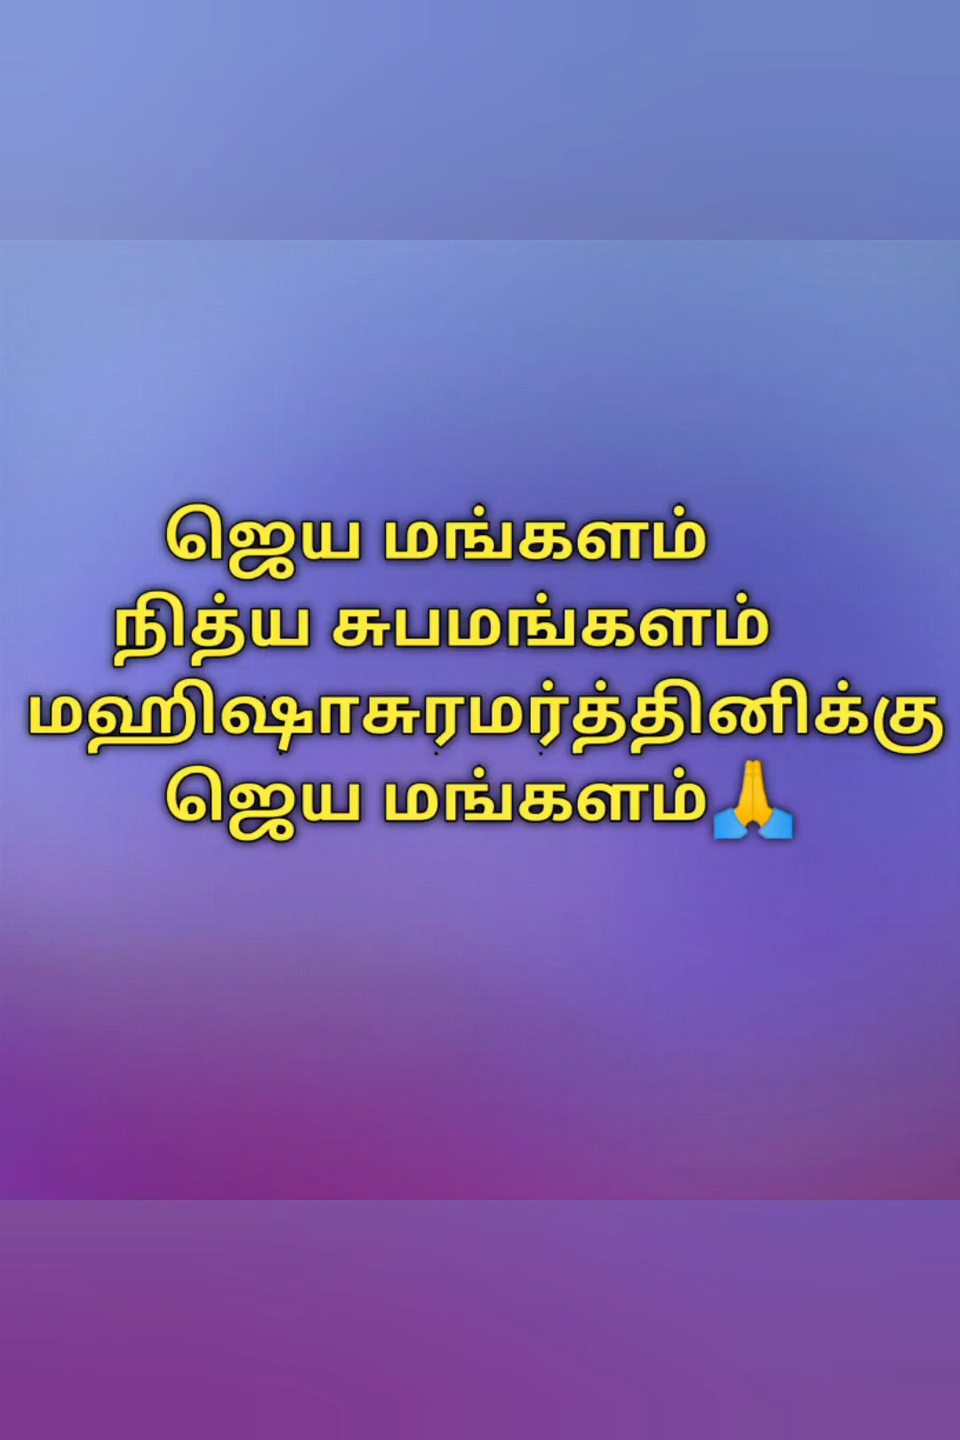 ஜெய மங்களம்
நித்ய சுபமங்களம்
மஹிஷாசுரமர்த்தினிக்கு
ஜெய மங்களம்🙏